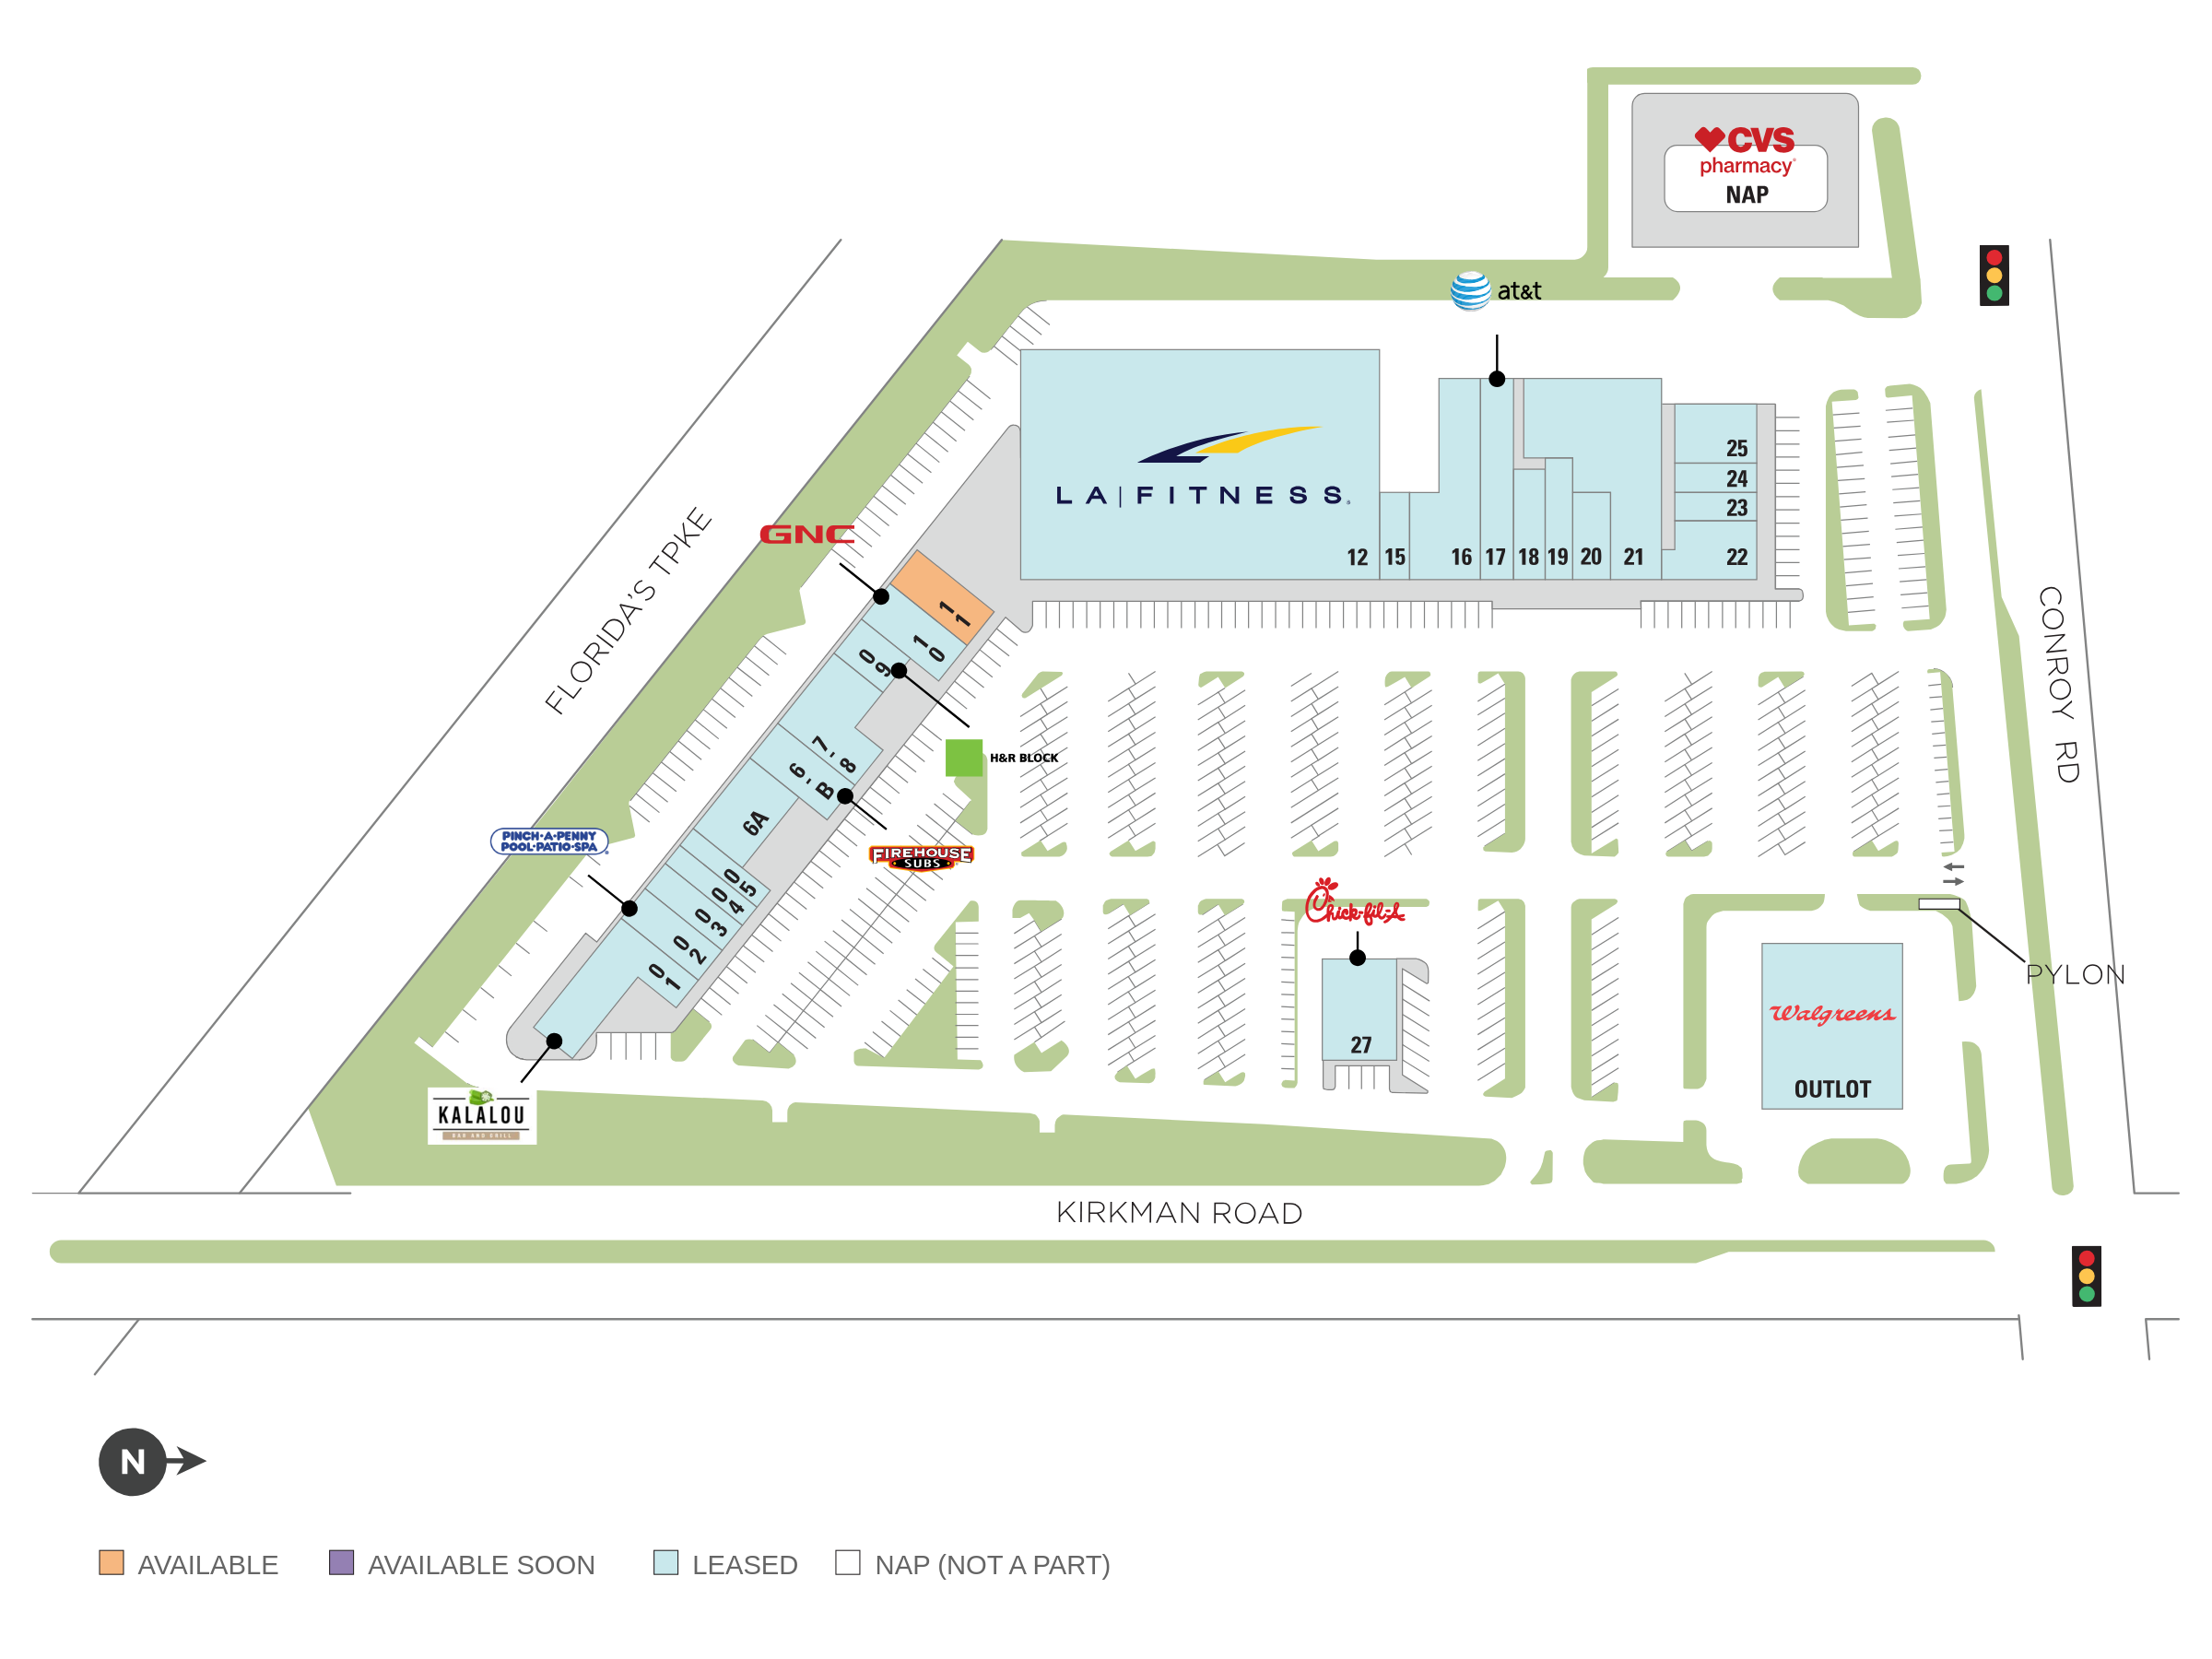 CVS
pharmacy
NAP
at&t
LA|FITNESS.
25
24
23
22
12
15
16
17
18
19
20
21
GNC
11
10
09
7-8
6-B
6A
05
04
03
02
01
FLORIDA'S TPKE
CONROY RD
H&R BLOCK
PINCH·A·PENNY
POOL·PATIO·SPA
FIREHOUSE
SUBS
Chick-fil-A
27
PYLON
Walgreens
OUTLOT
KALALOU
BAR AND GRILL
KIRKMAN ROAD
N
AVAILABLE
AVAILABLE SOON
LEASED
NAP (NOT A PART)